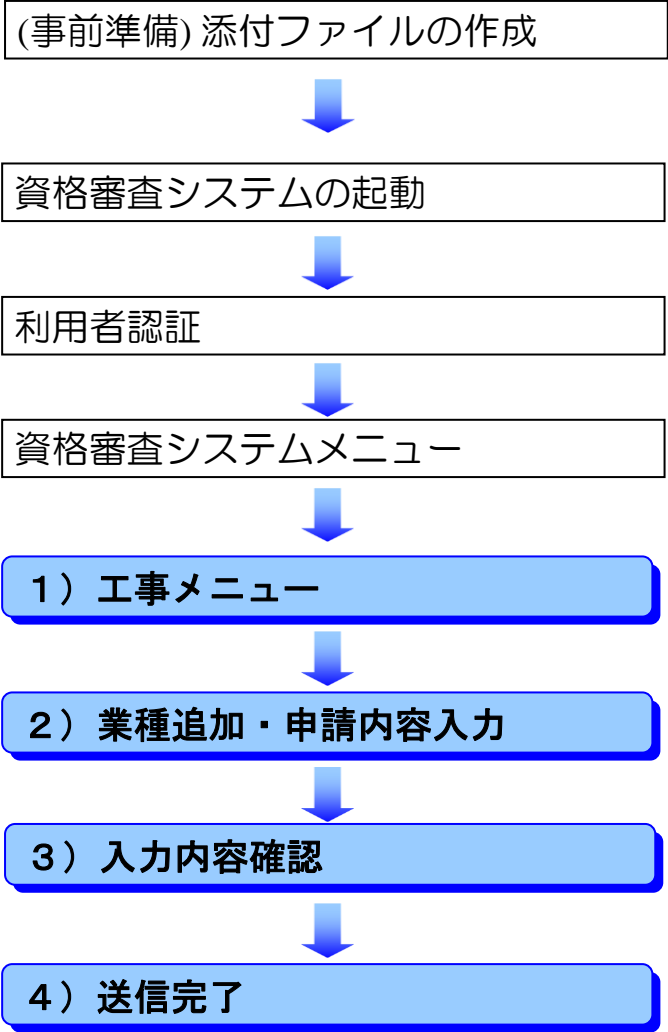 (事前準備) 添付ファイルの作成
資格審査システムの起動
利用者認証
資格審査システムメニュー
１）工事メニュー
２）業種追加・申請内容入力
３）入力内容確認
４）送信完了